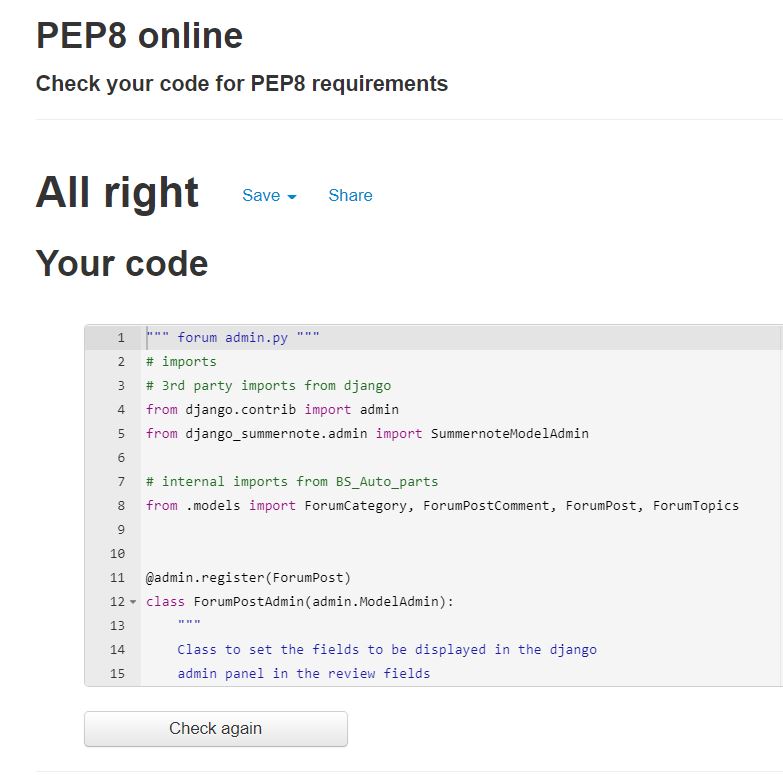 PEP8 online
Check your code for PEP8 requirements
All right Save Share
Your code
1 """ forum admin.py """
2 # imports
3 # 3rd party imports from django
4 from django.contrib import admin
5 from django_summernote.admin import SummernoteModelAdmin
6
7 # internal imports from BS_Auto_parts
8 from .models import ForumCategory, ForumPostComment, ForumPost, ForumTopics
9
10
11 @admin.register(ForumPost)
12 class ForumPostAdmin(admin.ModelAdmin):
13 """
14 Class to set the fields to be displayed in the django
15 admin panel in the review fields
Check again